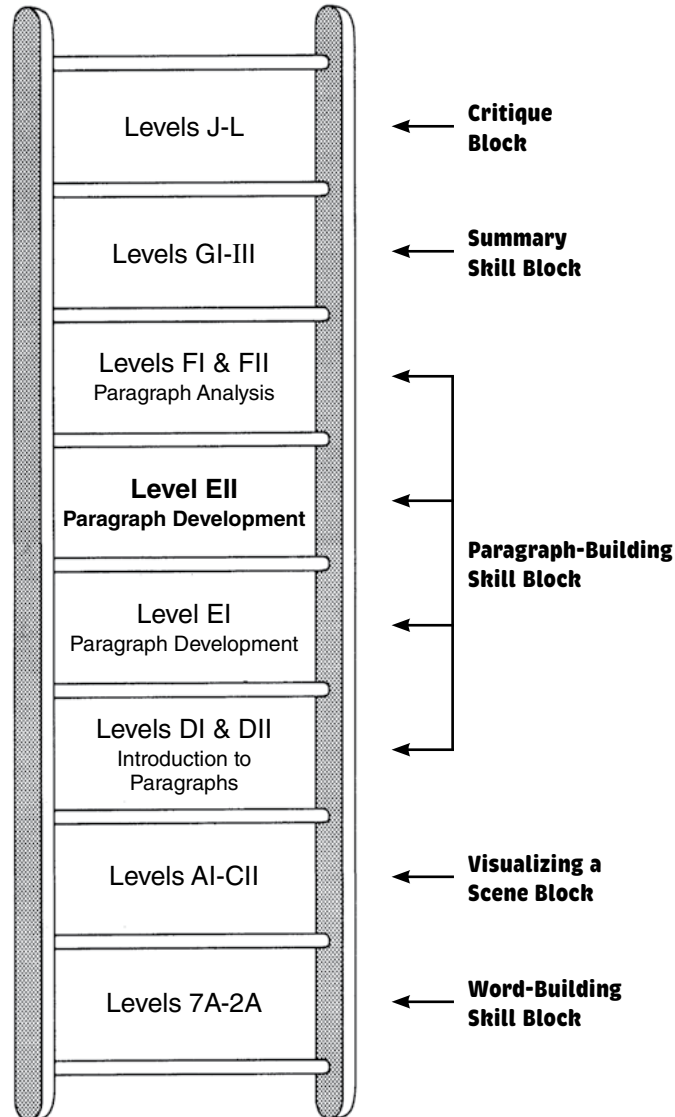 Levels J-L
Critique
Block
Levels GI-III
Summary
Skill Block
Levels FI & FII
Paragraph Analysis
Level EII
Paragraph Development
Paragraph-Building
Skill Block
Level EI
Paragraph Development
Levels DI & DII
Introduction to
Paragraphs
Levels AI-CII
Visualizing a
Scene Block
Levels 7A-2A
Word-Building
Skill Block